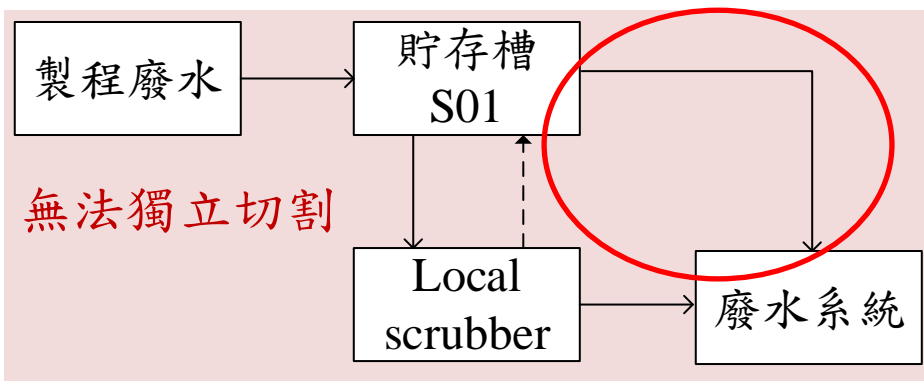 製程廢水
貯存槽
S01
無法獨立切割
Local
scrubber
廢水系統